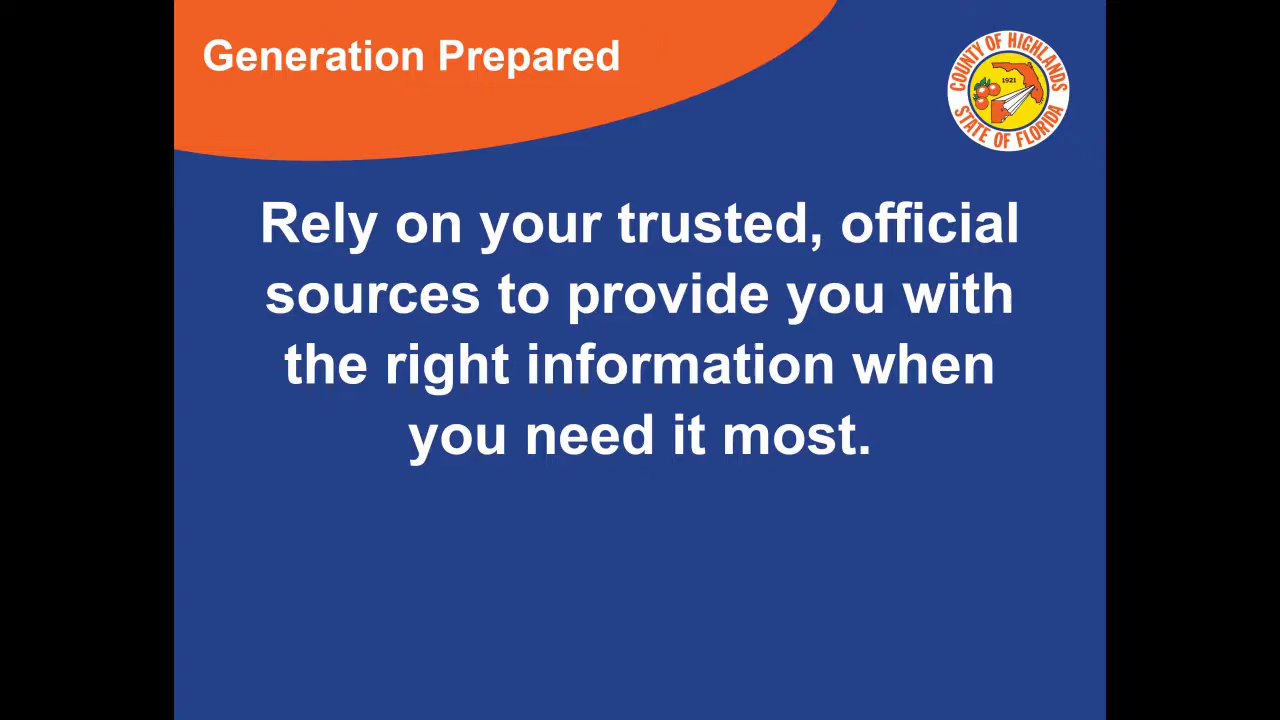 Generation Prepared
COUNTY OF HIGHLANDS
1921
STATE OF FLORIDA
Rely on your trusted, official
sources to provide you with
the right information when
you need it most.